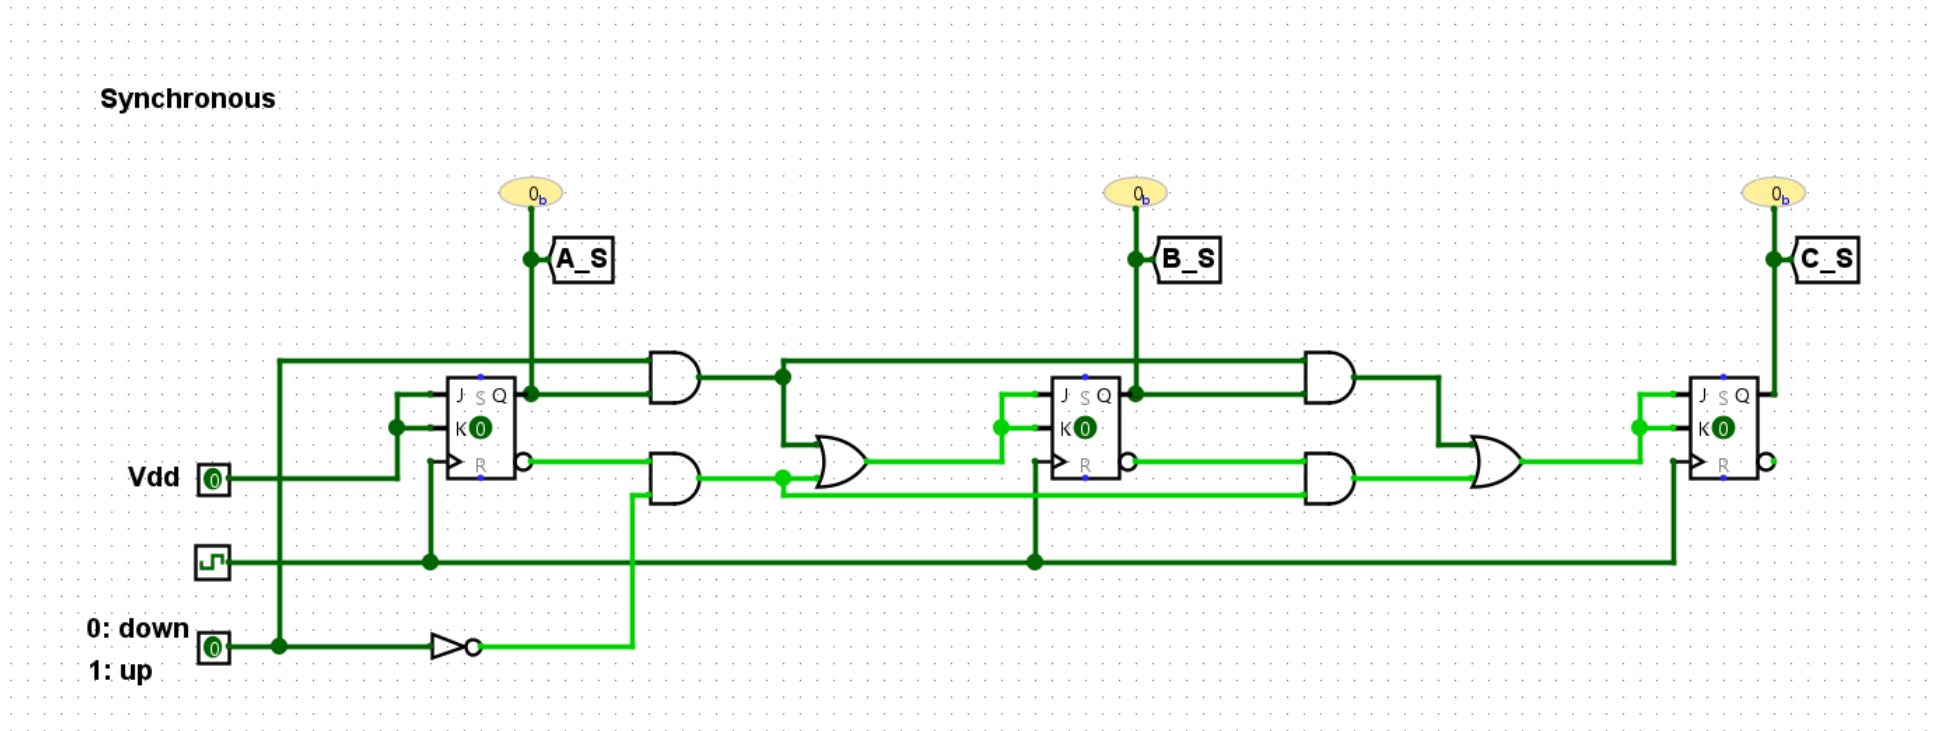 Synchronous
0b
0b
0b
A_S
B_S
C_S
J S Q
K 0
R
J S Q
K 0
R
J S Q
K 0
R
Vdd 0
0: down
0
1: up